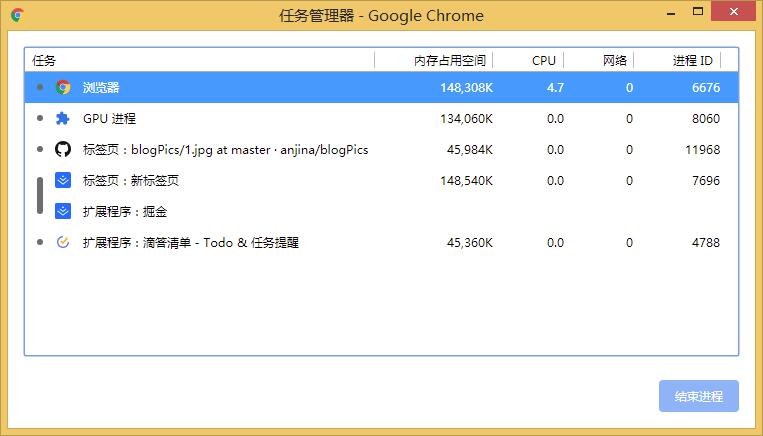 任务管理器 - Google Chrome
任务 内存占用空间 CPU 网络 进程 ID
浏览器 148,308K 4.7 0 6676
GPU 进程 134,060K 0.0 0 8060
标签页：blogPics/1.jpg at master · anjina/blogPics 45,984K 0.0 0 11968
标签页：新标签页 148,540K 0.0 0 7696
扩展程序：掘金
扩展程序：滴答清单 - Todo & 任务提醒 45,360K 0.0 0 4788
结束进程